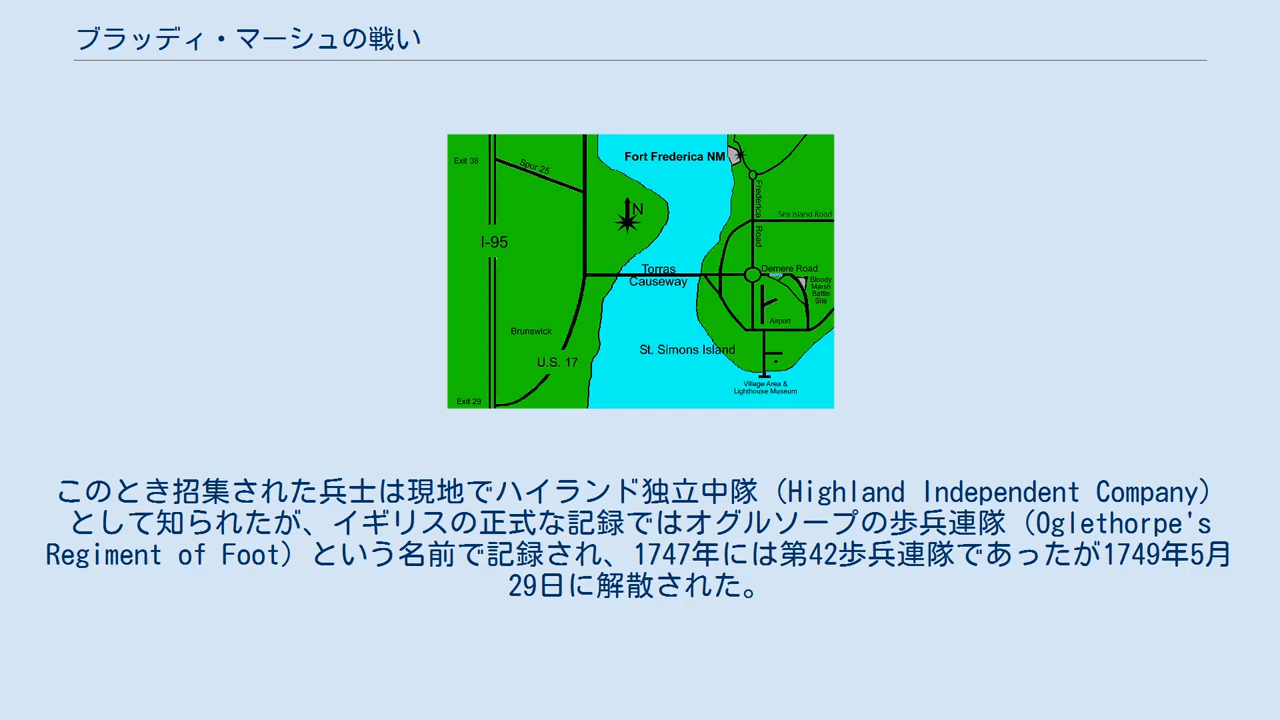 ブラッディ・マーシュの戦い
Fort Frederica NM
Exit 38
Spur 25
N
Frederica Road
Sea Island Road
I-95
Torras
Causeway
Demere Road
Bloody
Marsh
Battle
Site
Airport
Brunswick
St. Simons Island
U.S. 17
Village Area &
Lighthouse Museum
Exit 29
このとき招集された兵士は現地でハイランド独立中隊（Highland Independent Company）
として知られたが、イギリスの正式な記録ではオグルソープの歩兵連隊（Oglethorpe's
Regiment of Foot）という名前で記録され、1747年には第42歩兵連隊であったが1749年5月
29日に解散された。